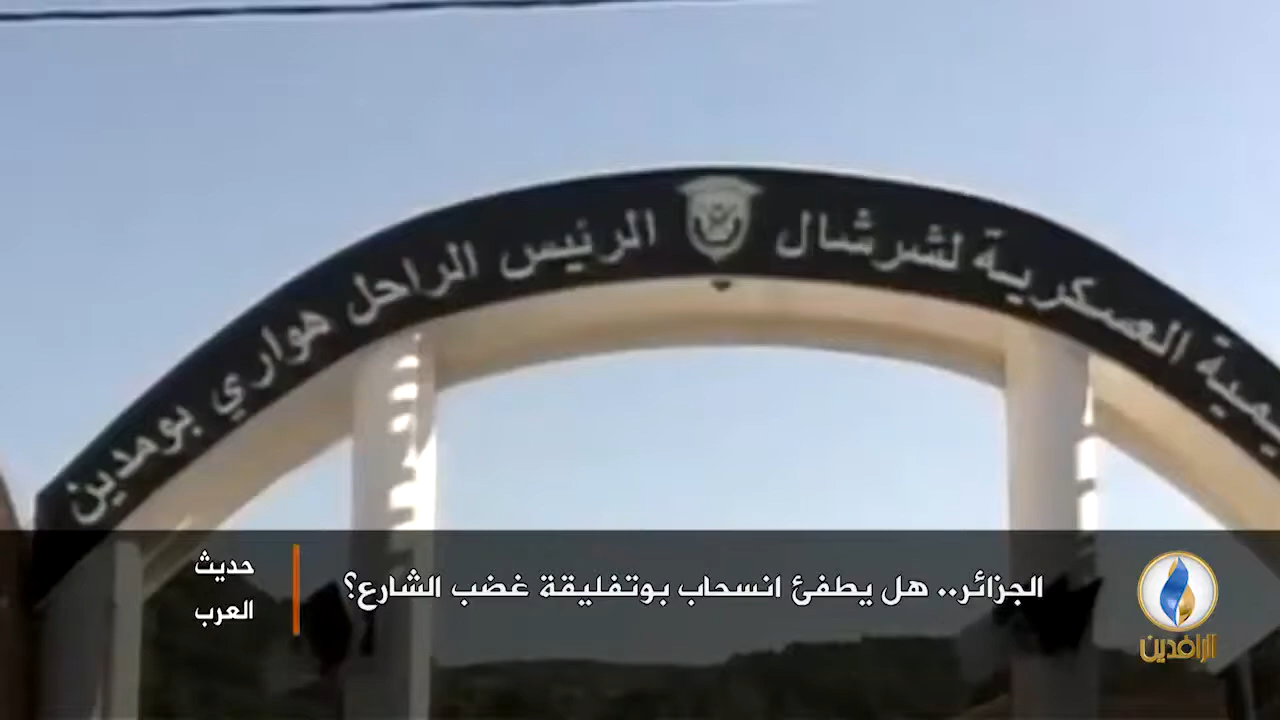 العسكرية لشرشال الرئيس الراحل هواري بومدين
الجزائر.. هل يطفئ انسحاب بوتفليقة غضب الشارع؟
حديث
العرب
الرافدين